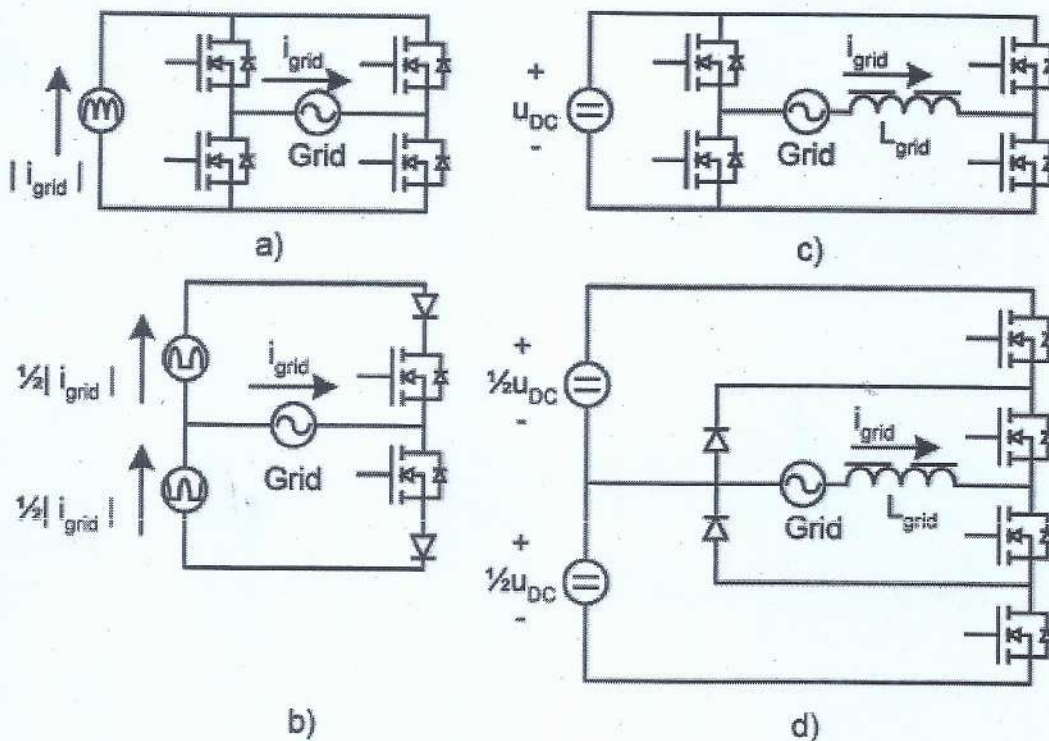 i_grid
Grid
| i_grid |
a)
+
u_DC
-
i_grid
Grid
L_grid
c)
½| i_grid |
i_grid
Grid
½| i_grid |
b)
+
½u_DC
-
i_grid
Grid
L_grid
+
½u_DC
-
d)